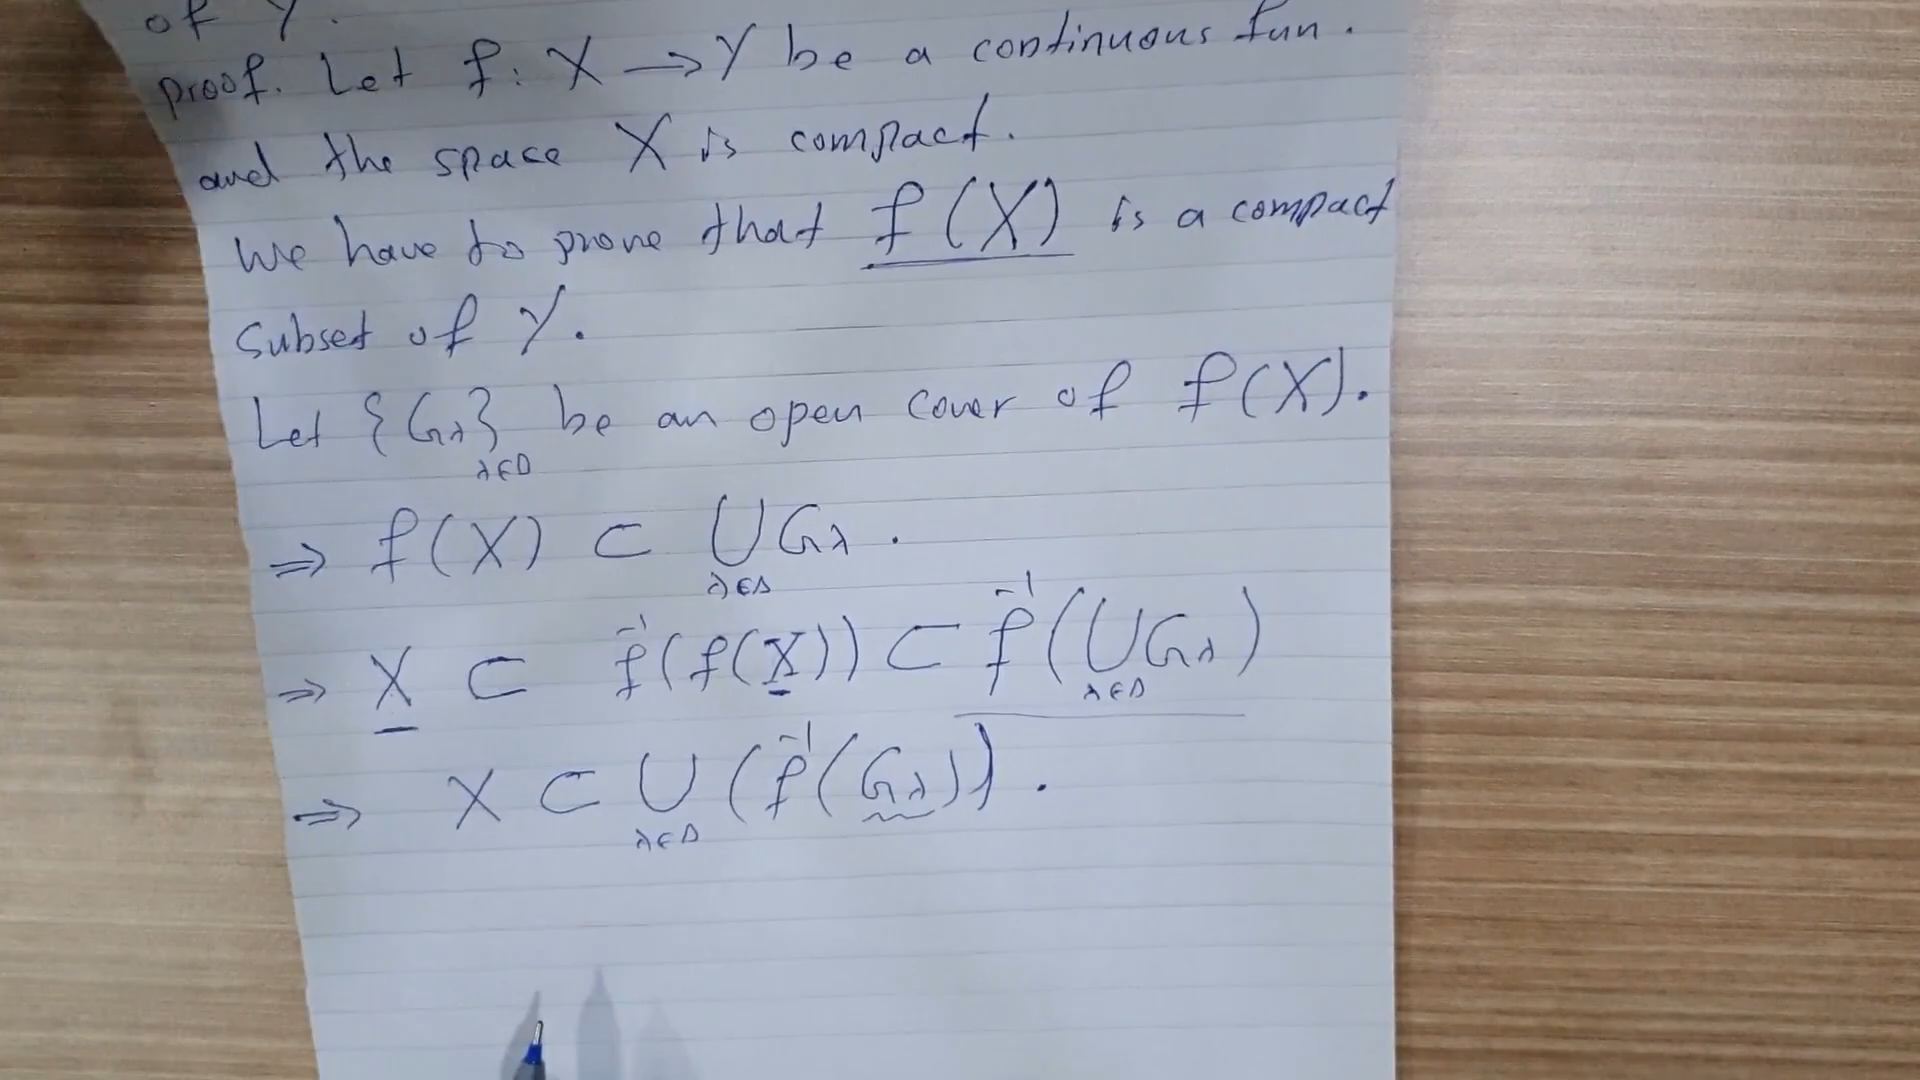 of Y.
proof. Let f: X → Y be a continuous fun.
and the space X is compact.
We have to prove that f(X) is a compact
subset of Y.
Let {Gλ}λ∈Δ be an open cover of f(X).
⇒ f(X) ⊂ ∪λ∈Δ Gλ.
⇒ X ⊂ f⁻¹(f(X)) ⊂ f⁻¹(∪λ∈Δ Gλ)
⇒ X ⊂ ∪λ∈Δ (f⁻¹(Gλ)).